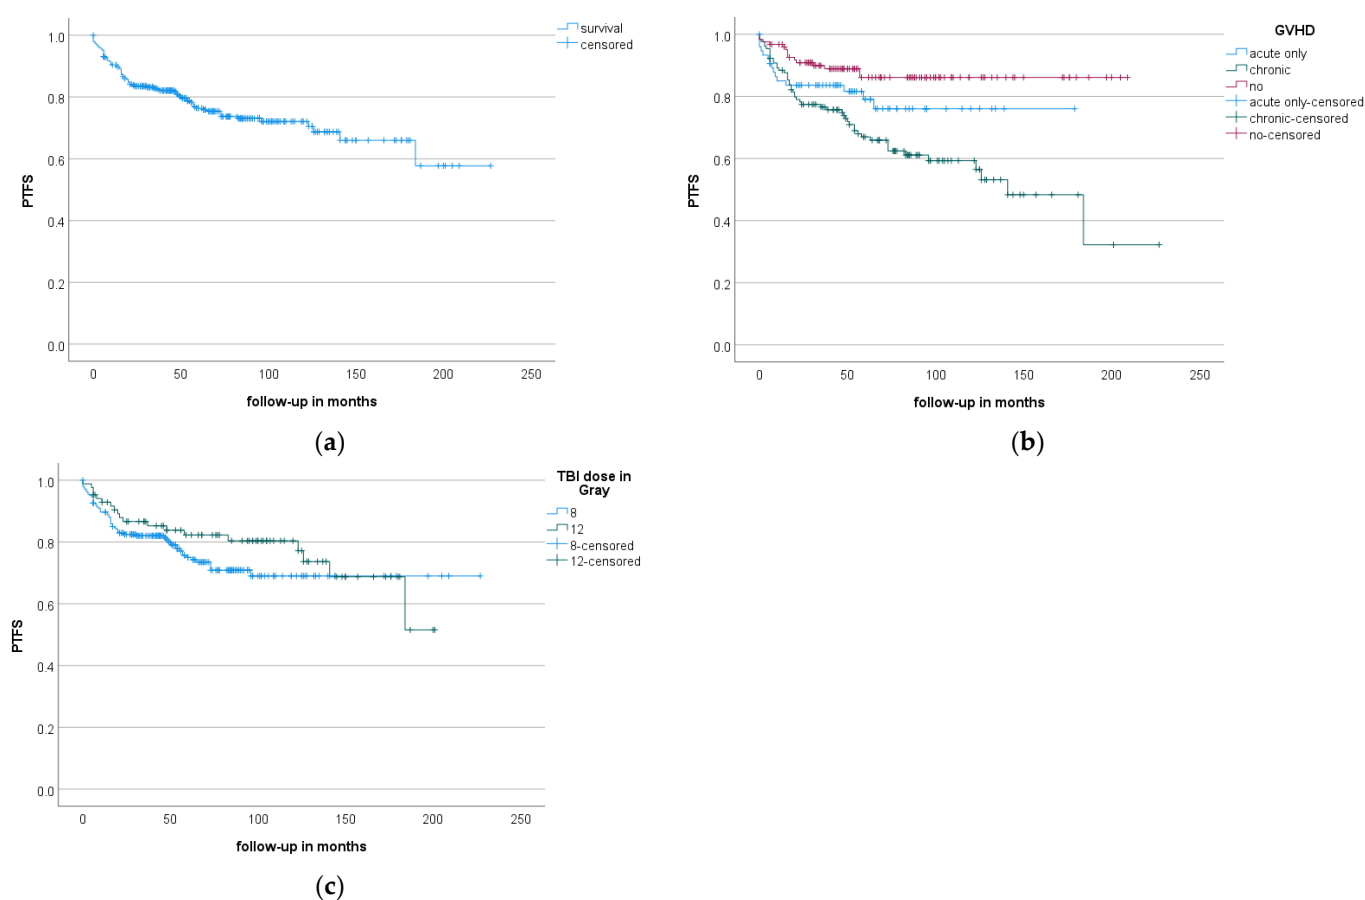 1.0
0.8
0.6
0.4
0.2
0.0
PTFS
0 50 100 150 200 250
follow-up in months
survival
censored
(a)
1.0
0.8
0.6
0.4
0.2
0.0
PTFS
0 50 100 150 200 250
follow-up in months
GVHD
acute only
chronic
no
acute only-censored
chronic-censored
no-censored
(b)
1.0
0.8
0.6
0.4
0.2
0.0
PTFS
0 50 100 150 200 250
follow-up in months
TBI dose in
Gray
8
12
8-censored
12-censored
(c)